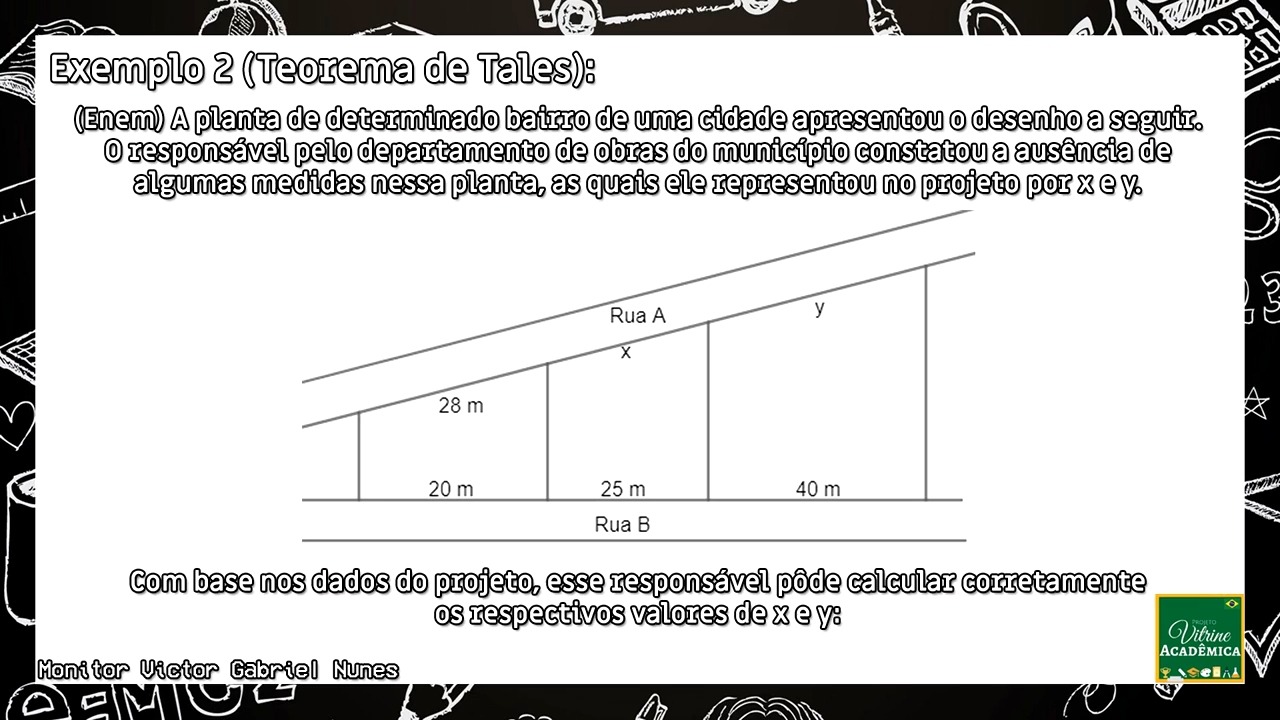 Exemplo 2 (Teorema de Tales):
(Enem) A planta de determinado bairro de uma cidade apresentou o desenho a seguir.
O responsável pelo departamento de obras do município constatou a ausência de
algumas medidas nessa planta, as quais ele representou no projeto por x e y.
y
Rua A
x
28 m
20 m
25 m
40 m
Rua B
Com base nos dados do projeto, esse responsável pôde calcular corretamente
os respectivos valores de x e y:
PROJETO
Vitrine
ACADÊMICA
Monitor Victor Gabriel Nunes